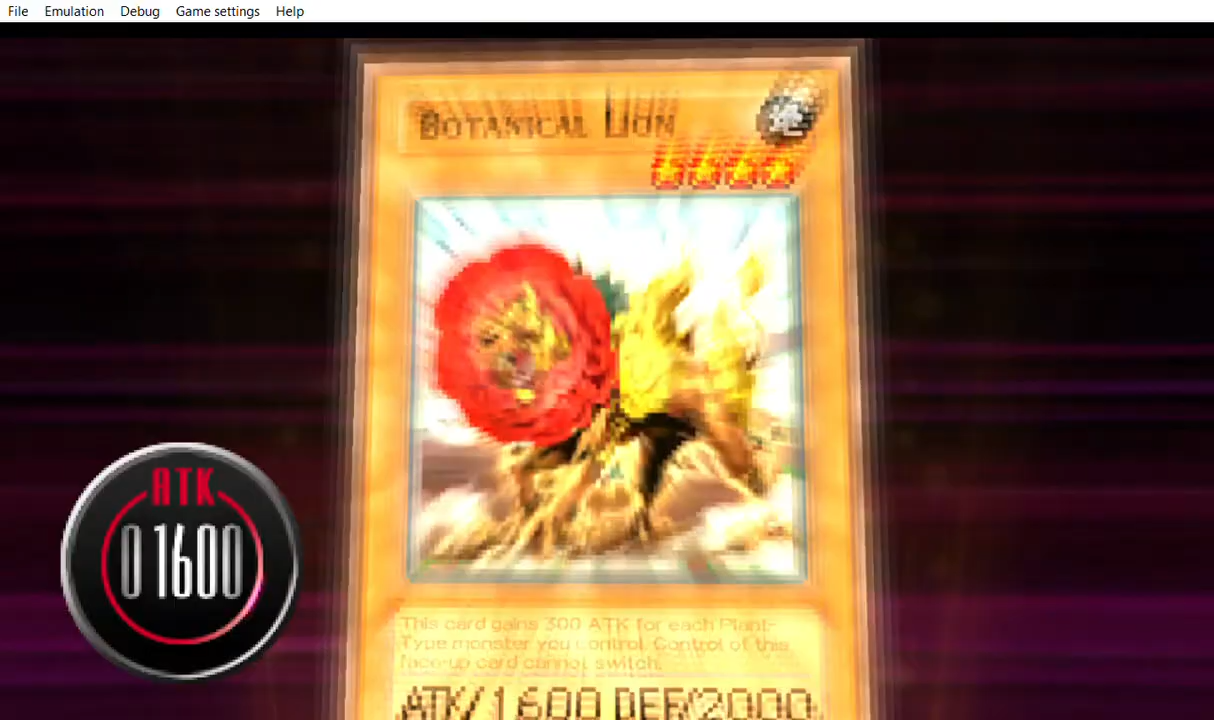 File Emulation Debug Game settings Help
BOTANICAL LION
ATK
01600
This card gains 300 ATK for each Plant-
Type monster you control. Control of this
face-up card cannot switch.
ATK/1600 DEF/2000